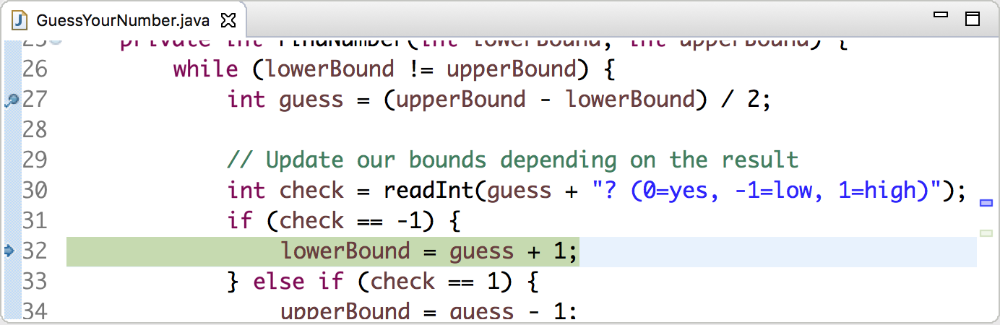 GuessYourNumber.java
25 private int findNumber(int lowerBound, int upperBound) {
26 while (lowerBound != upperBound) {
27 int guess = (upperBound - lowerBound) / 2;
28
29 // Update our bounds depending on the result
30 int check = readInt(guess + "? (0=yes, -1=low, 1=high)");
31 if (check == -1) {
32 lowerBound = guess + 1;
33 } else if (check == 1) {
34 upperBound = guess - 1;